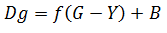 Dg = f(G − Y) + B